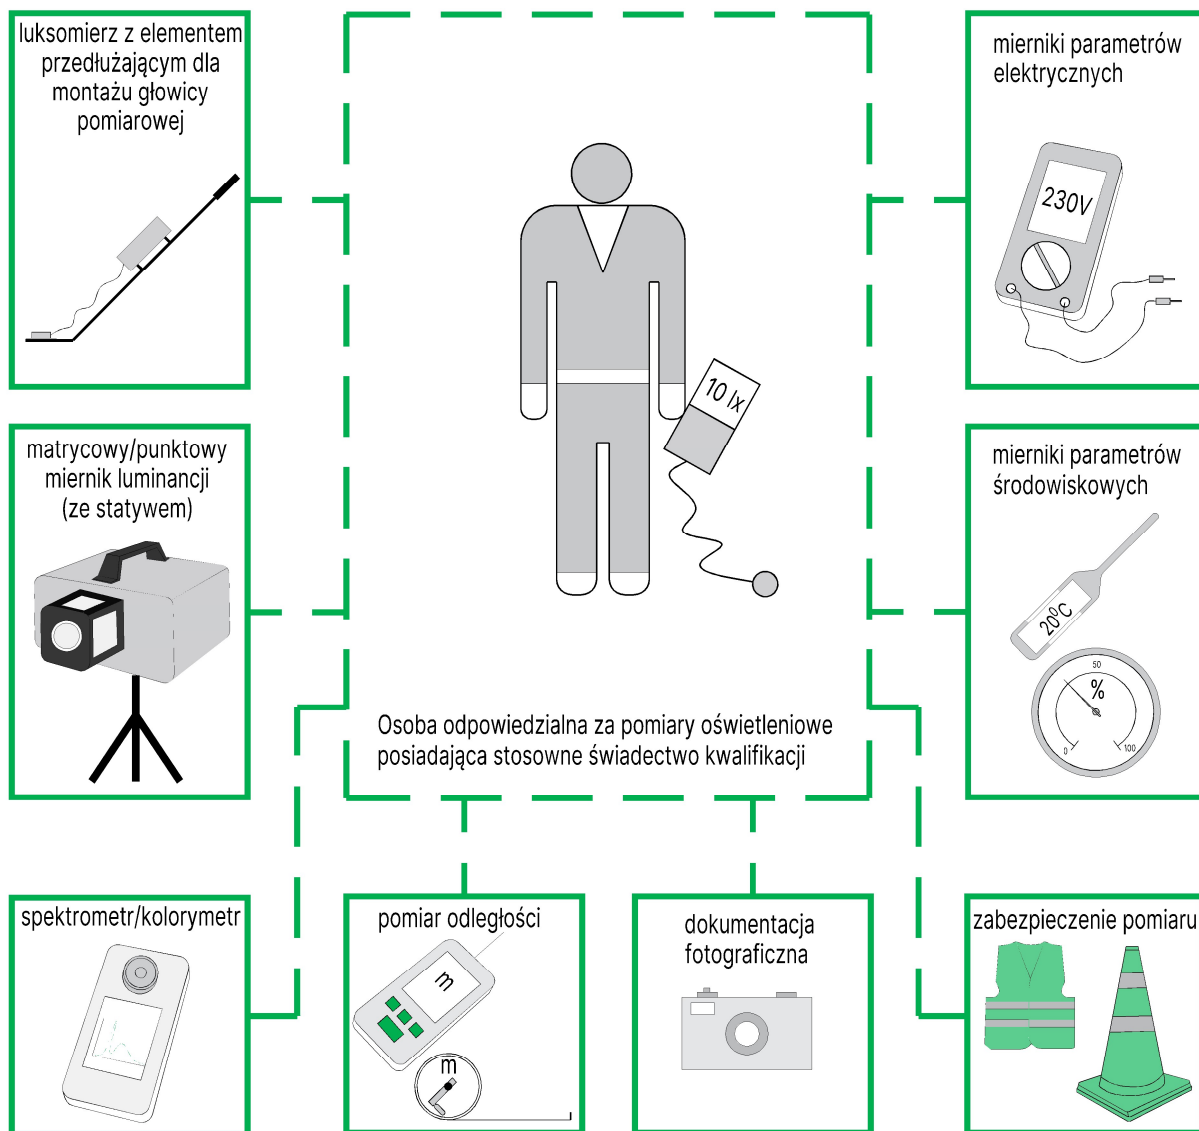 luksomierz z elementem
przedłużającym dla
montażu głowicy
pomiarowej
mierniki parametrów
elektrycznych
230V
10 lx
matrycowy/punktowy
miernik luminancji
(ze statywem)
mierniki parametrów
środowiskowych
20⁰C
50
%
0
100
Osoba odpowiedzialna za pomiary oświetleniowe
posiadająca stosowne świadectwo kwalifikacji
spektrometr/kolorymetr
pomiar odległości
m
m
dokumentacja
fotograficzna
zabezpieczenie pomiaru